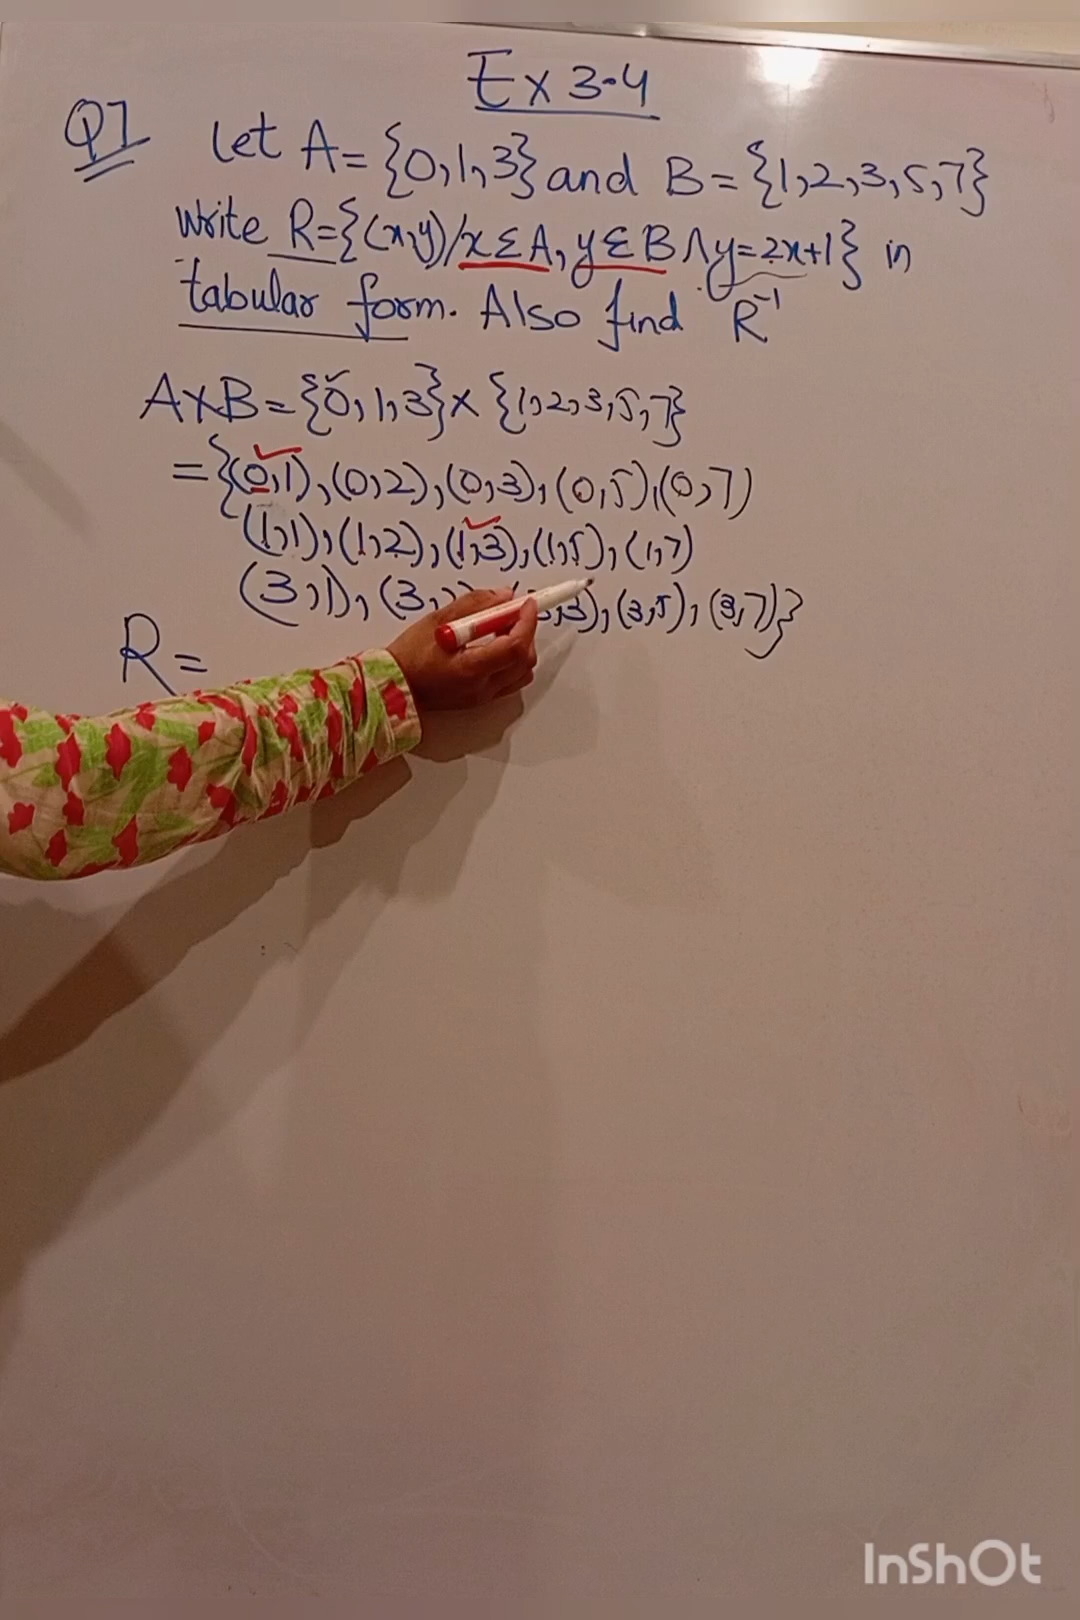 Ex 3.4
Q1 Let A = {0,1,3} and B = {1,2,3,5,7}
write R={(x,y)/x∈A, y∈B ∧ y=2x+1} in
tabular form. Also find R⁻¹
A×B = {0,1,3} × {1,2,3,5,7}
= {(0,1),(0,2),(0,3),(0,5),(0,7)
(1,1),(1,2),(1,3),(1,5),(1,7)
(3,1),(3, ,3),(3,5),(3,7)}
R =
InShOt